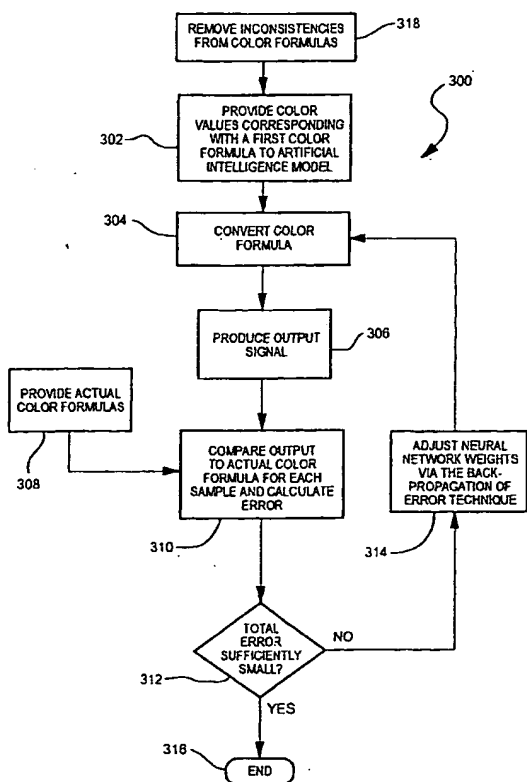 REMOVE INCONSISTENCIES
FROM COLOR FORMULAS
318
300
PROVIDE COLOR
VALUES CORRESPONDING
WITH A FIRST COLOR
FORMULA TO ARTIFICIAL
INTELLIGENCE MODEL
302
304
CONVERT COLOR
FORMULA
PRODUCE OUTPUT
SIGNAL
306
PROVIDE ACTUAL
COLOR FORMULAS
308
COMPARE OUTPUT
TO ACTUAL COLOR
FORMULA FOR EACH
SAMPLE AND CALCULATE
ERROR
310
ADJUST NEURAL
NETWORK WEIGHTS
VIA THE BACK-
PROPAGATION OF
ERROR TECHNIQUE
314
TOTAL
ERROR
SUFFICIENTLY
SMALL?
312
NO
YES
316
END